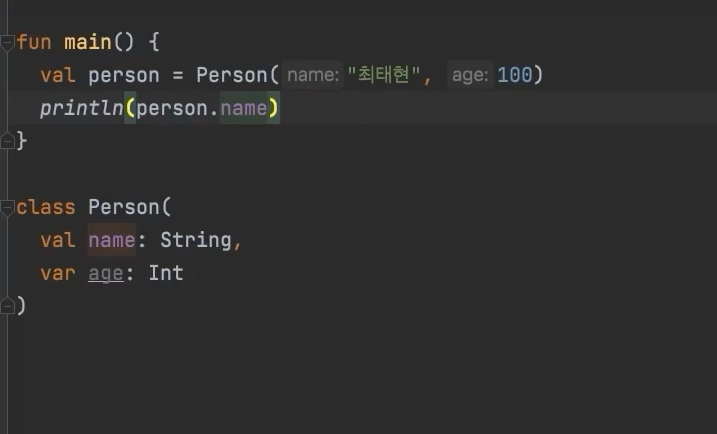 fun main() {
val person = Person( name: "최태현", age: 100)
println(person.name)
}
class Person(
val name: String,
var age: Int
)